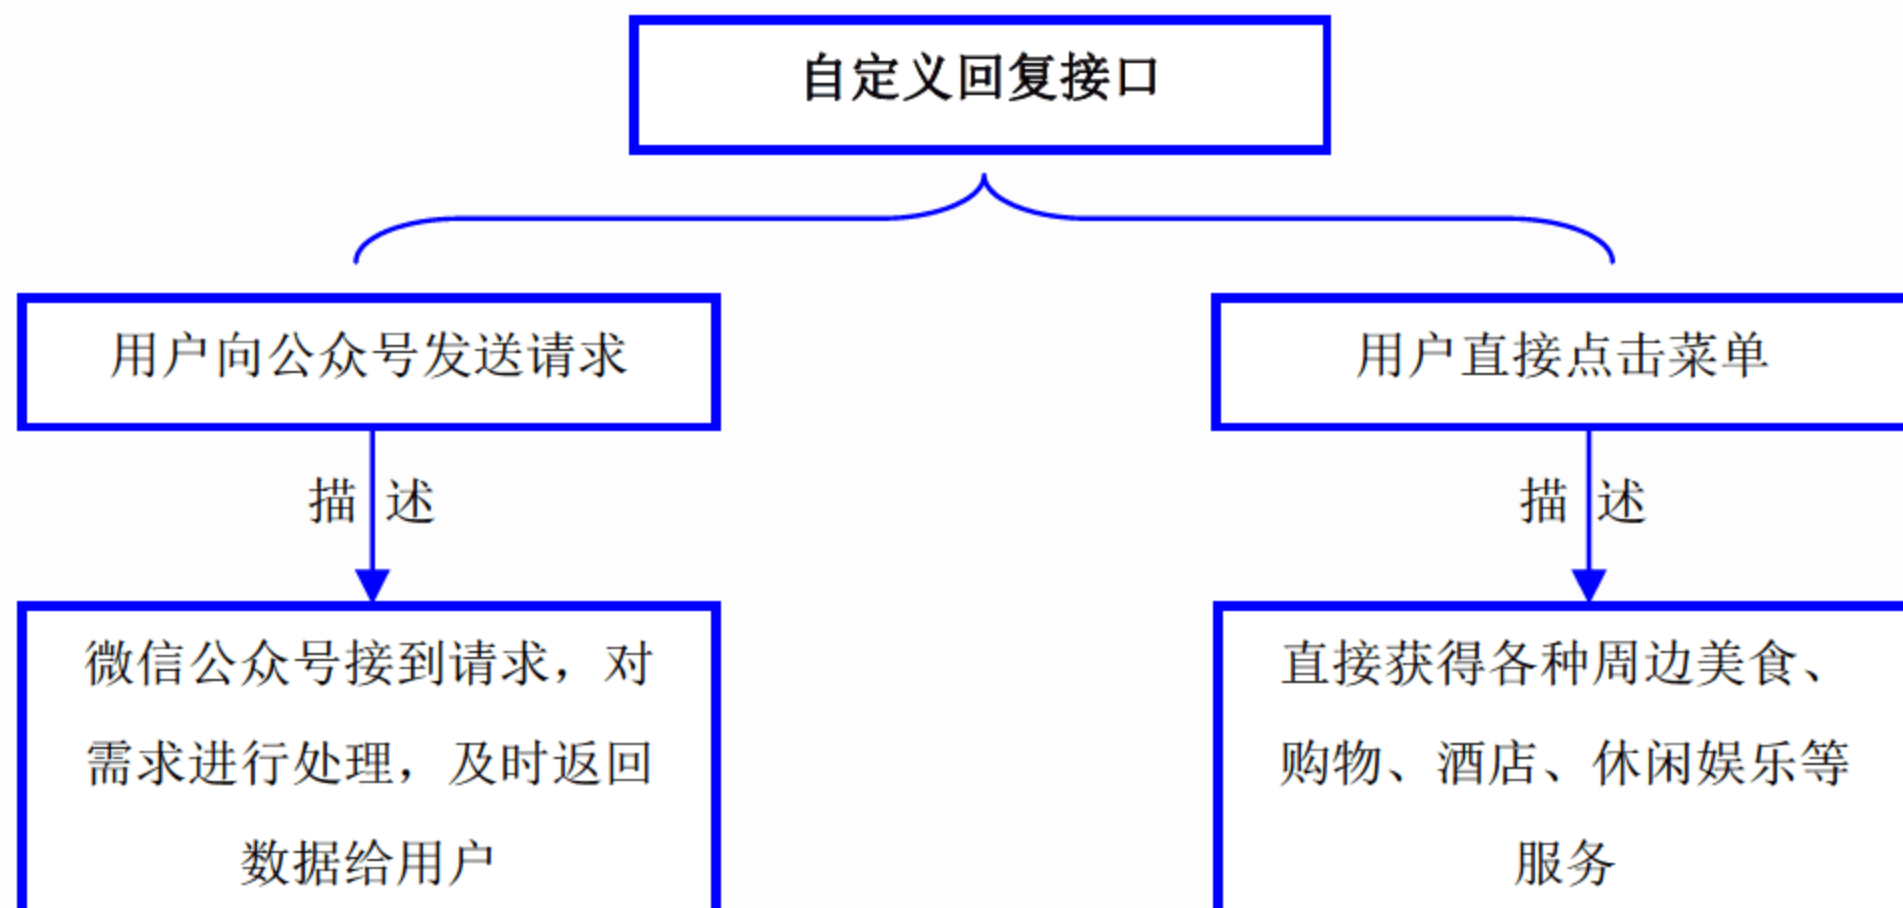 自定义回复接口
用户向公众号发送请求
用户直接点击菜单
描述
描述
微信公众号接到请求，对
需求进行处理，及时返回
数据给用户
直接获得各种周边美食、
购物、酒店、休闲娱乐等
服务